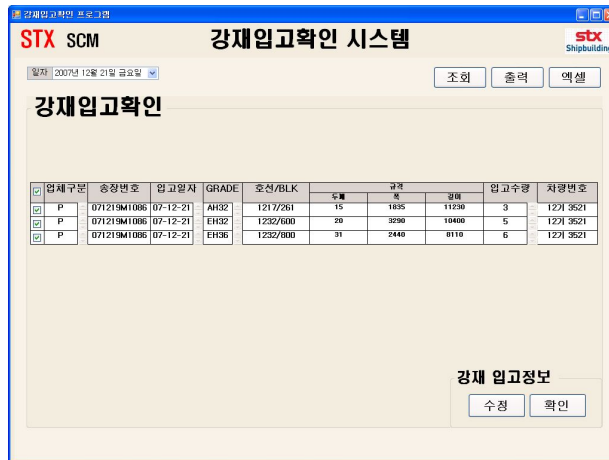 강재입고확인 프로그램
STX SCM 강재입고확인 시스템 stx Shipbuilding
일자 2007년 12월 21일 금요일 조회 출력 엑셀
강재입고확인
업체구분 송장번호 입고일자 GRADE 호선/BLK 규격 입고수량 차량번호
두께 폭 길이
P 071219M1086 07-12-21 AH32 1217/261 15 1835 11230 3 12가 3521
P 071219M1086 07-12-21 EH32 1232/600 20 3290 10400 5 12가 3521
P 071219M1086 07-12-21 EH36 1232/800 31 2440 8110 6 12가 3521
강재 입고정보
수정 확인